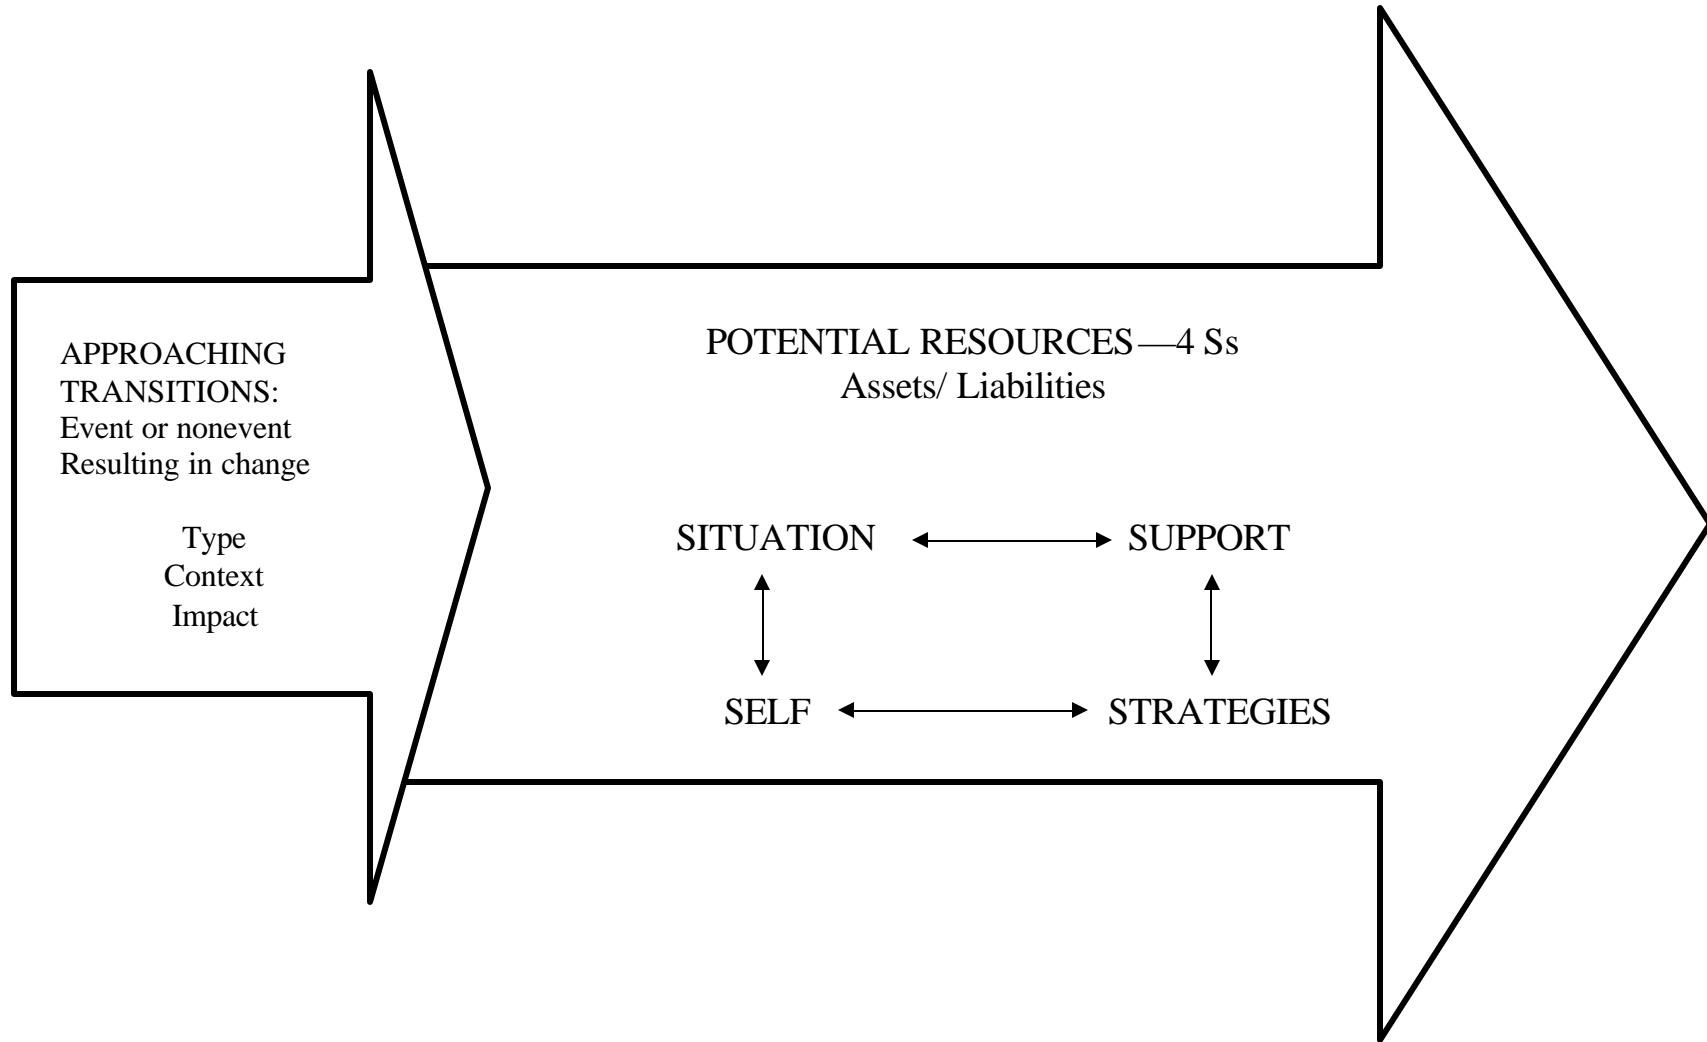 APPROACHING
TRANSITIONS:
Event or nonevent
Resulting in change
Type
Context
Impact
POTENTIAL RESOURCES—4 Ss
Assets/ Liabilities
SITUATION
SUPPORT
SELF
STRATEGIES